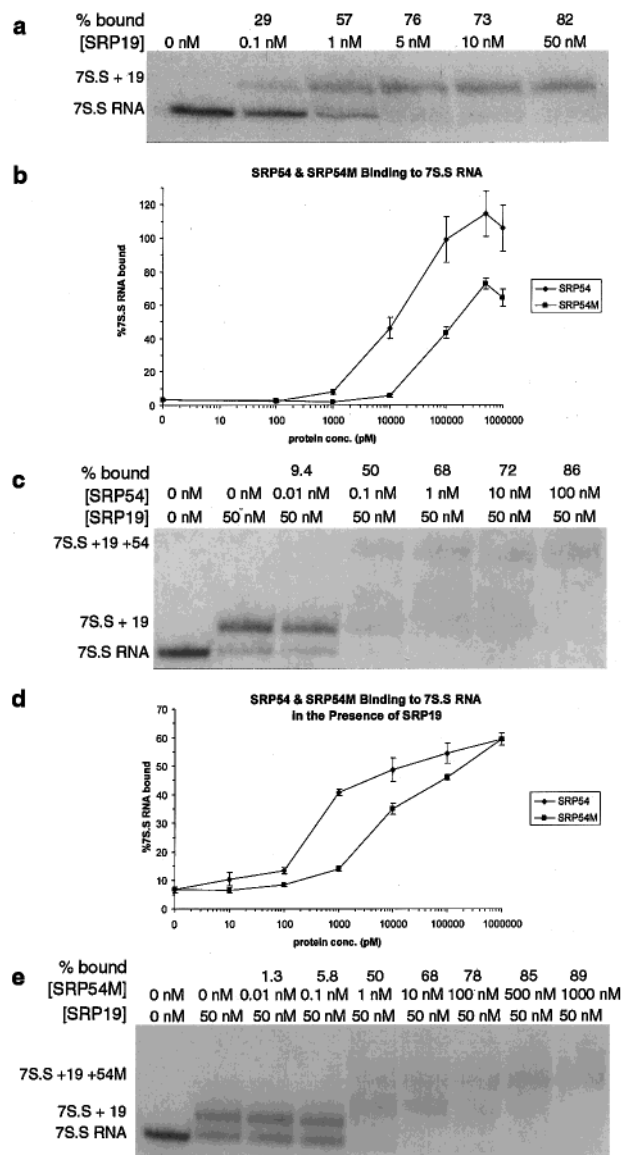 a
% bound 29 57 76 73 82
[SRP19] 0 nM 0.1 nM 1 nM 5 nM 10 nM 50 nM
7S.S + 19
7S.S RNA
b
SRP54 & SRP54M Binding to 7S.S RNA
120
100
80
60
40
20
0
%7S.S RNA bound
SRP54
SRP54M
0 10 100 1000 10000 100000 1000000
protein conc. (pM)
c
% bound 9.4 50 68 72 86
[SRP54] 0 nM 0 nM 0.01 nM 0.1 nM 1 nM 10 nM 100 nM
[SRP19] 0 nM 50 nM 50 nM 50 nM 50 nM 50 nM 50 nM
7S.S +19 +54
7S.S + 19
7S.S RNA
d
SRP54 & SRP54M Binding to 7S.S RNA
in the Presence of SRP19
70
60
50
40
30
20
10
0
%7S.S RNA bound
SRP54
SRP54M
0 10 100 1000 10000 100000 1000000
protein conc. (pM)
e
% bound 1.3 5.8 50 68 78 85 89
[SRP54M] 0 nM 0 nM 0.01 nM 0.1 nM 1 nM 10 nM 100 nM 500 nM 1000 nM
[SRP19] 0 nM 50 nM 50 nM 50 nM 50 nM 50 nM 50 nM 50 nM 50 nM
7S.S +19 +54M
7S.S + 19
7S.S RNA